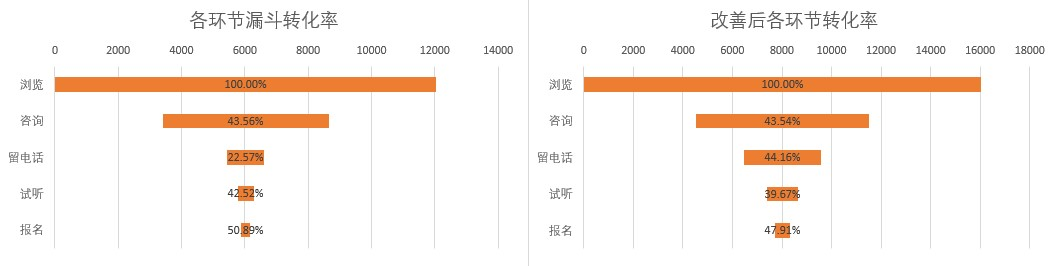 各环节漏斗转化率
0 2000 4000 6000 8000 10000 12000 14000
浏览 100.00%
咨询 43.56%
留电话 22.57%
试听 42.52%
报名 50.89%
改善后各环节转化率
0 2000 4000 6000 8000 10000 12000 14000 16000 18000
浏览 100.00%
咨询 43.54%
留电话 44.16%
试听 39.67%
报名 47.91%